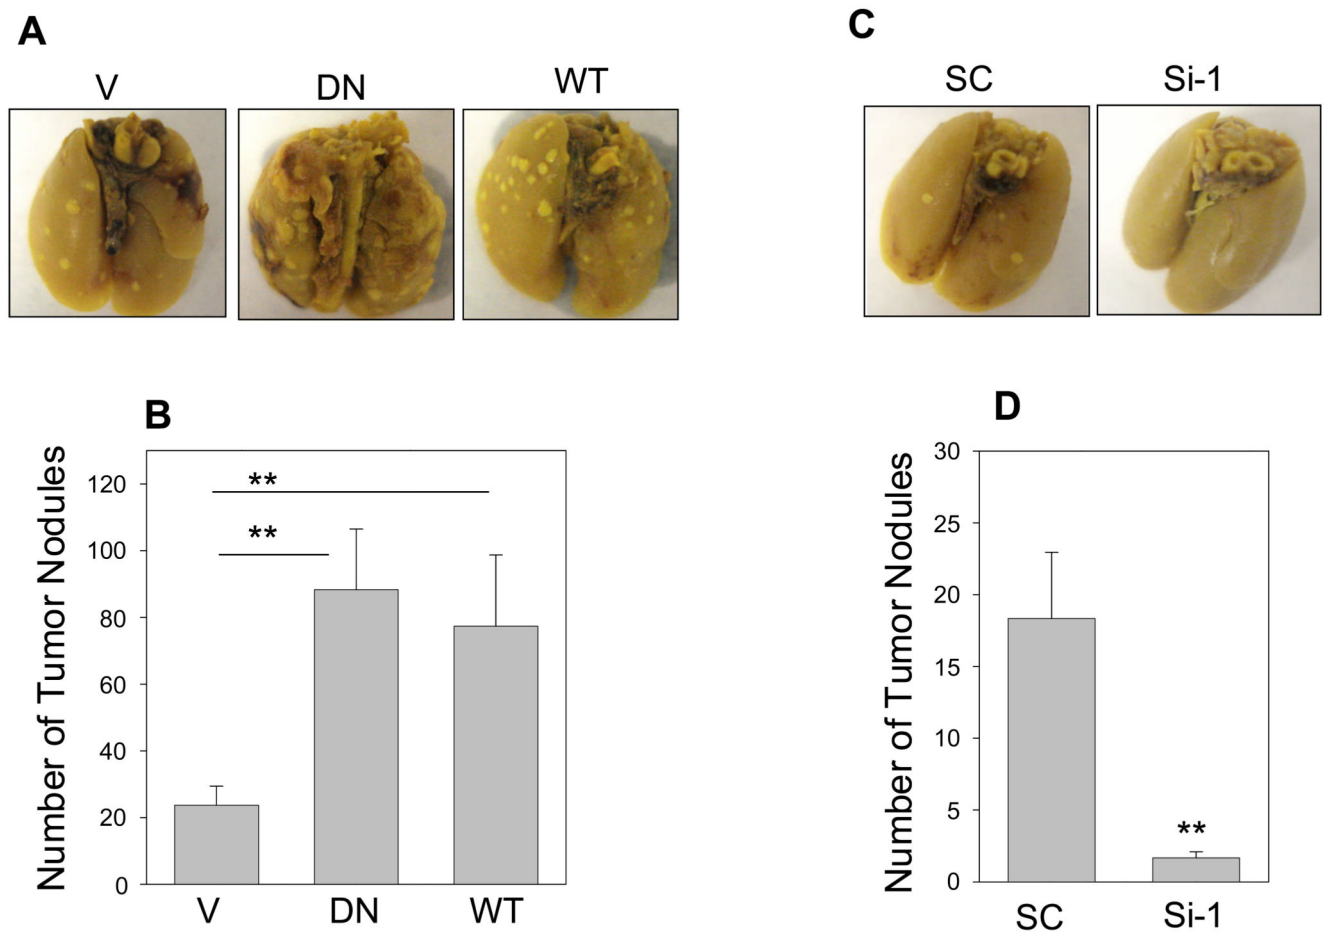 A
V
DN
WT
C
SC
Si-1
B
Number of Tumor Nodules
120
100
80
60
40
20
0
**
**
V
DN
WT
D
Number of Tumor Nodules
30
25
20
15
10
5
0
**
SC
Si-1